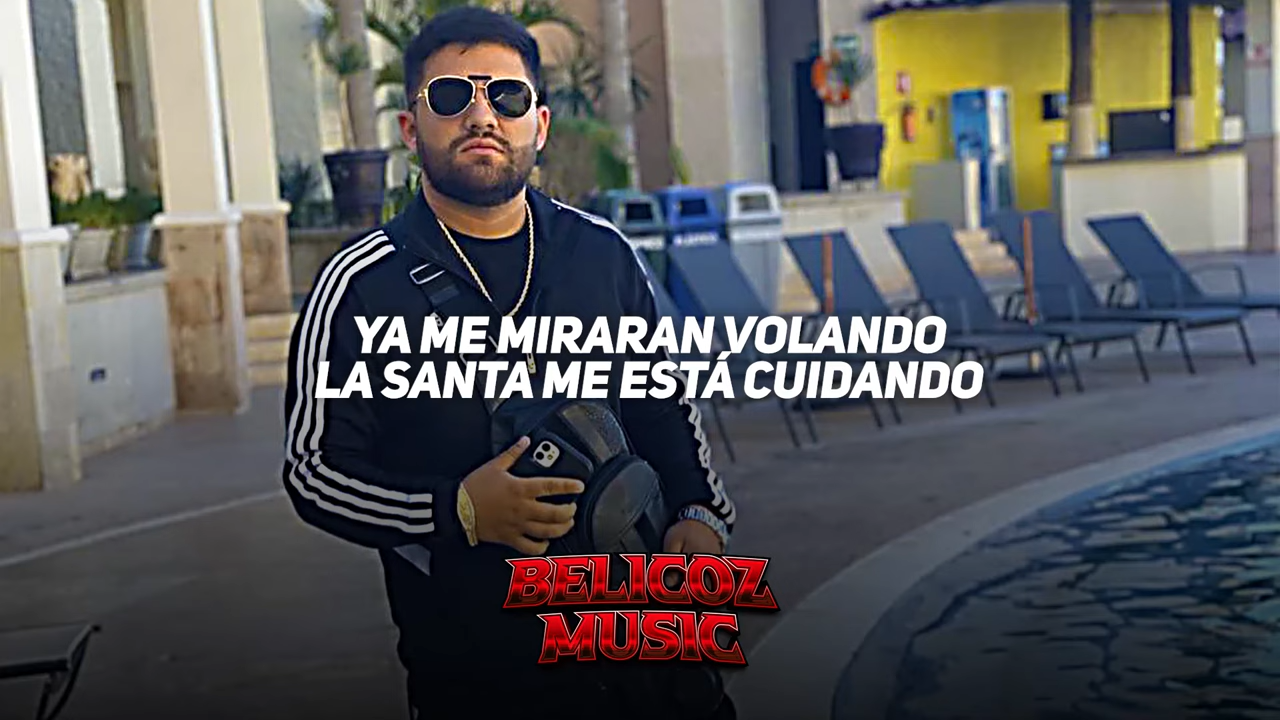 YA ME MIRARAN VOLANDO
LA SANTA ME ESTÁ CUIDANDO
BELICOZ
MUSIC